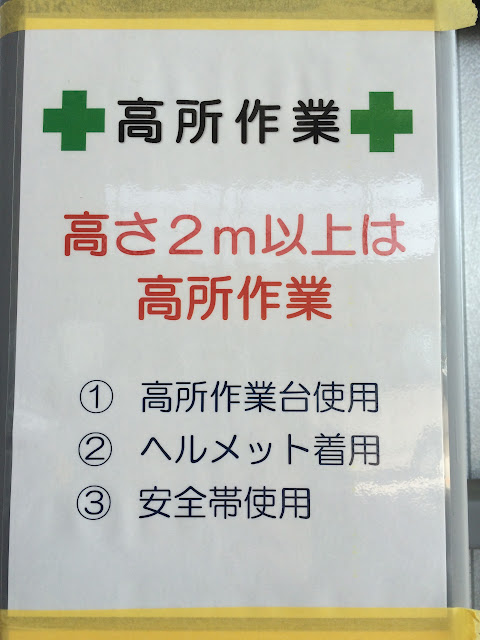 高所作業
高さ２ｍ以上は
高所作業
① 高所作業台使用
② ヘルメット着用
③ 安全帯使用